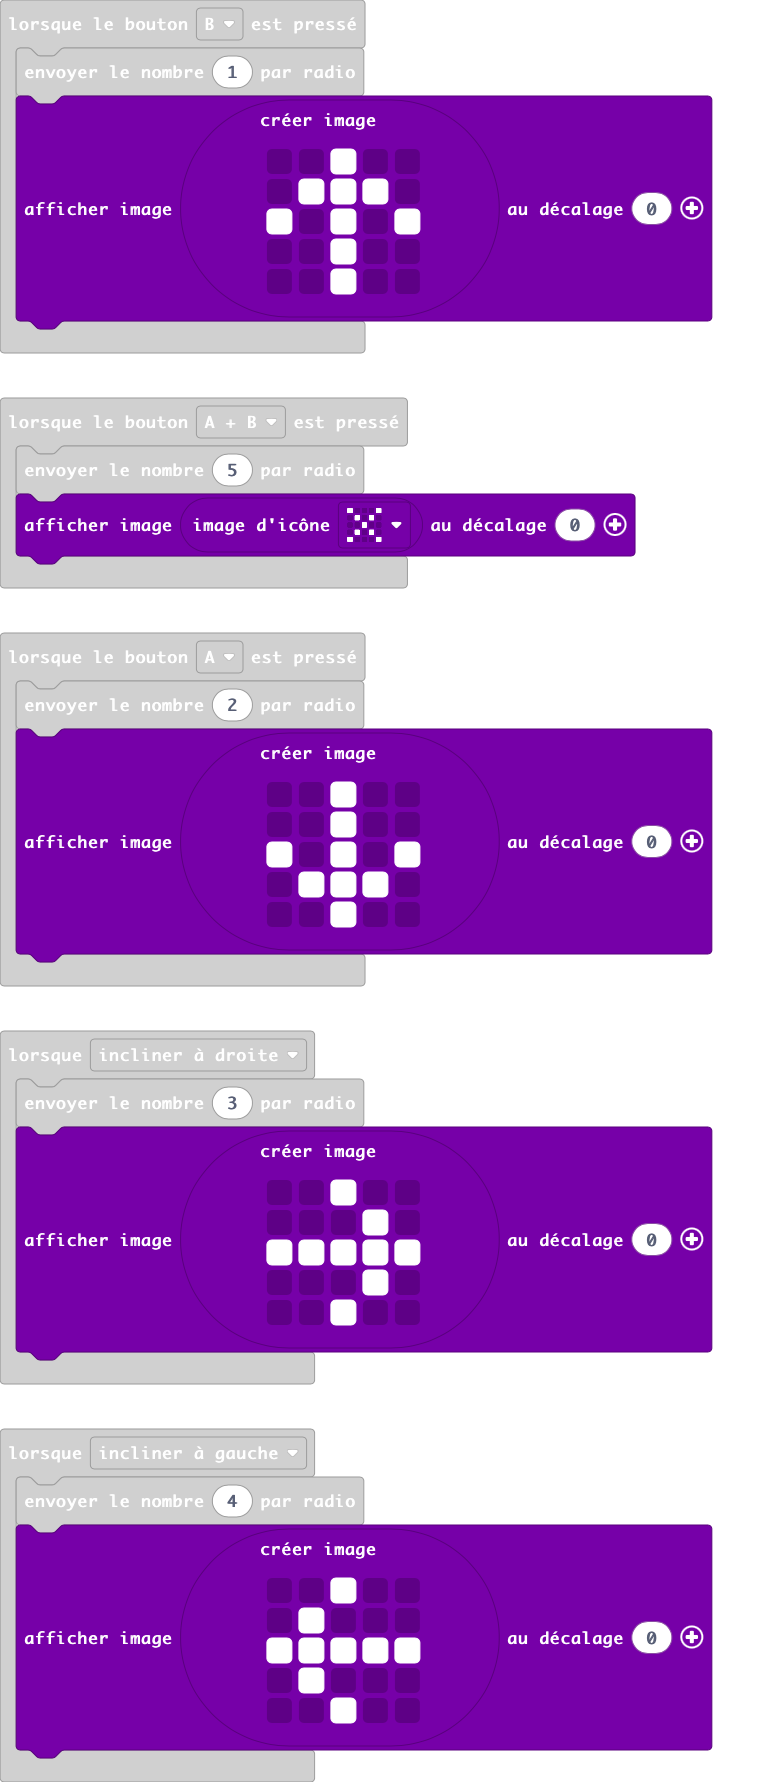 lorsque le bouton B est pressé
envoyer le nombre 1 par radio
créer image
afficher image au décalage 0
lorsque le bouton A + B est pressé
envoyer le nombre 5 par radio
afficher image image d'icône au décalage 0
lorsque le bouton A est pressé
envoyer le nombre 2 par radio
créer image
afficher image au décalage 0
lorsque incliner à droite
envoyer le nombre 3 par radio
créer image
afficher image au décalage 0
lorsque incliner à gauche
envoyer le nombre 4 par radio
créer image
afficher image au décalage 0